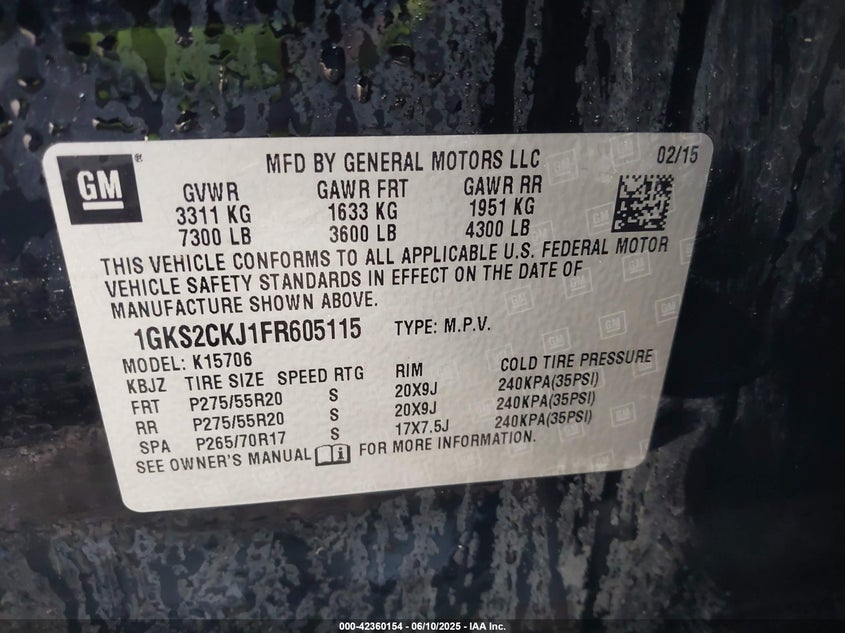 GM®
MFD BY GENERAL MOTORS LLC 02/15
GVWR GAWR FRT GAWR RR
3311 KG 1633 KG 1951 KG
7300 LB 3600 LB 4300 LB
THIS VEHICLE CONFORMS TO ALL APPLICABLE U.S. FEDERAL MOTOR
VEHICLE SAFETY STANDARDS IN EFFECT ON THE DATE OF
MANUFACTURE SHOWN ABOVE.
1GKS2CKJ1FR605115 TYPE: M.P.V.
MODEL: K15706
KBJZ TIRE SIZE SPEED RTG RIM COLD TIRE PRESSURE
FRT P275/55R20 S 20X9J 240KPA(35PSI)
RR P275/55R20 S 20X9J 240KPA(35PSI)
SPA P265/70R17 S 17X7.5J 240KPA(35PSI)
SEE OWNER'S MANUAL i FOR MORE INFORMATION.
000-42360154 - 06/10/2025 - IAA Inc.